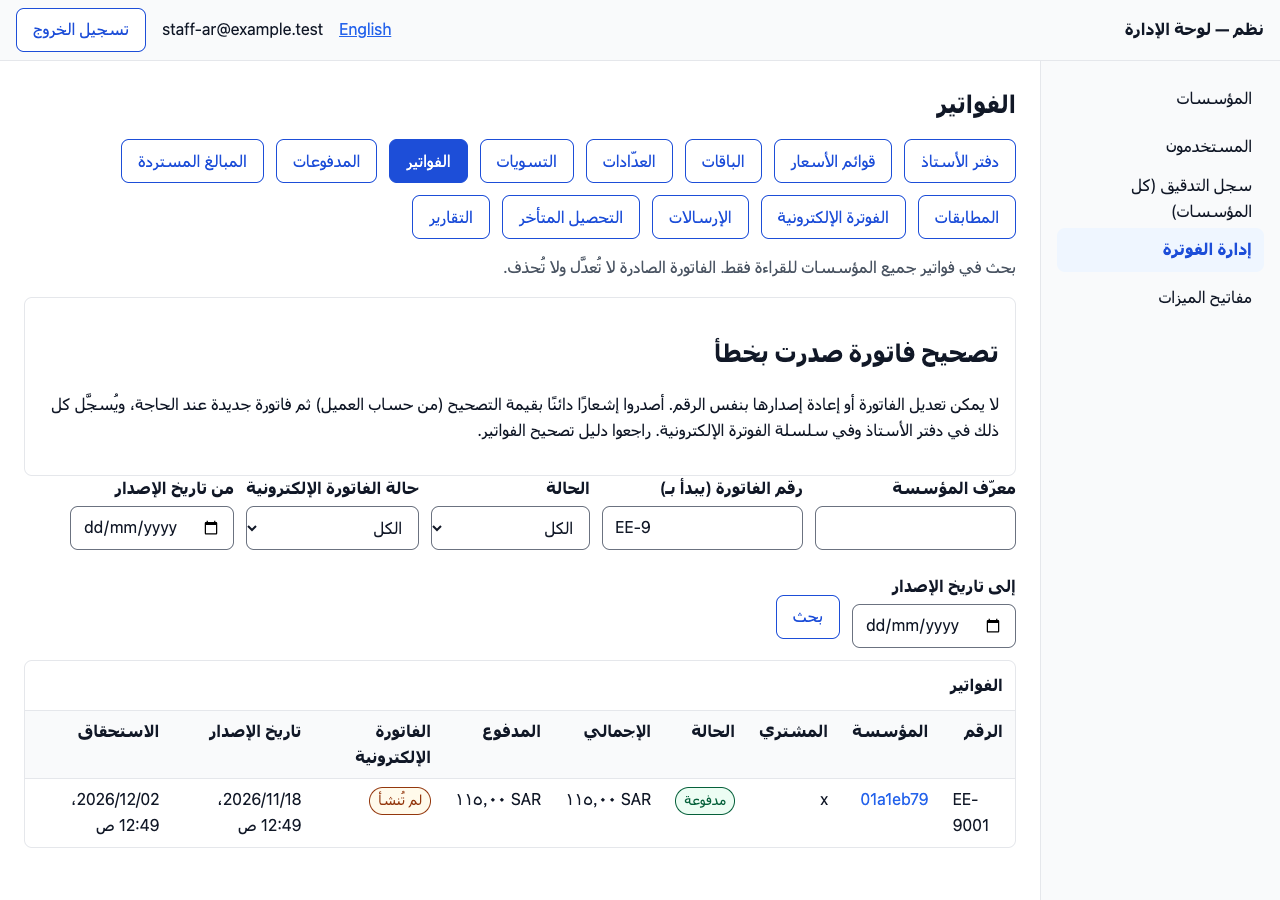 نظم — لوحة الإدارة
English
staff-ar@example.test
تسجيل الخروج
المؤسسات
المستخدمون
سجل التدقيق (كل
المؤسسات)
إدارة الفوترة
مفاتيح الميزات
الفواتير
دفتر الأستاذ
قوائم الأسعار
الباقات
العدّادات
التسويات
الفواتير
المدفوعات
المبالغ المستردة
المطابقات
الفوترة الإلكترونية
الإرسالات
التحصيل المتأخر
التقارير
بحث في فواتير جميع المؤسسات للقراءة فقط. الفاتورة الصادرة لا تُعدَّل ولا تُحذف.
تصحيح فاتورة صدرت بخطأ
لا يمكن تعديل الفاتورة أو إعادة إصدارها بنفس الرقم. أصدروا إشعارًا دائنًا بقيمة التصحيح (من حساب العميل) ثم فاتورة جديدة عند الحاجة، ويُسجَّل كل
ذلك في دفتر الأستاذ وفي سلسلة الفوترة الإلكترونية. راجعوا دليل تصحيح الفواتير.
معرّف المؤسسة
رقم الفاتورة (يبدأ بـ)
EE-9
الحالة
الكل
حالة الفاتورة الإلكترونية
الكل
من تاريخ الإصدار
dd/mm/yyyy
إلى تاريخ الإصدار
dd/mm/yyyy
بحث
الفواتير
الرقم المؤسسة المشتري الحالة الإجمالي المدفوع الفاتورة الإلكترونية تاريخ الإصدار الاستحقاق
EE-9001
01a1eb79
x
مدفوعة
١١٥,٠٠ SAR
١١٥,٠٠ SAR
لم تُنشأ
2026/11/18،
12:49 ص
2026/12/02،
12:49 ص